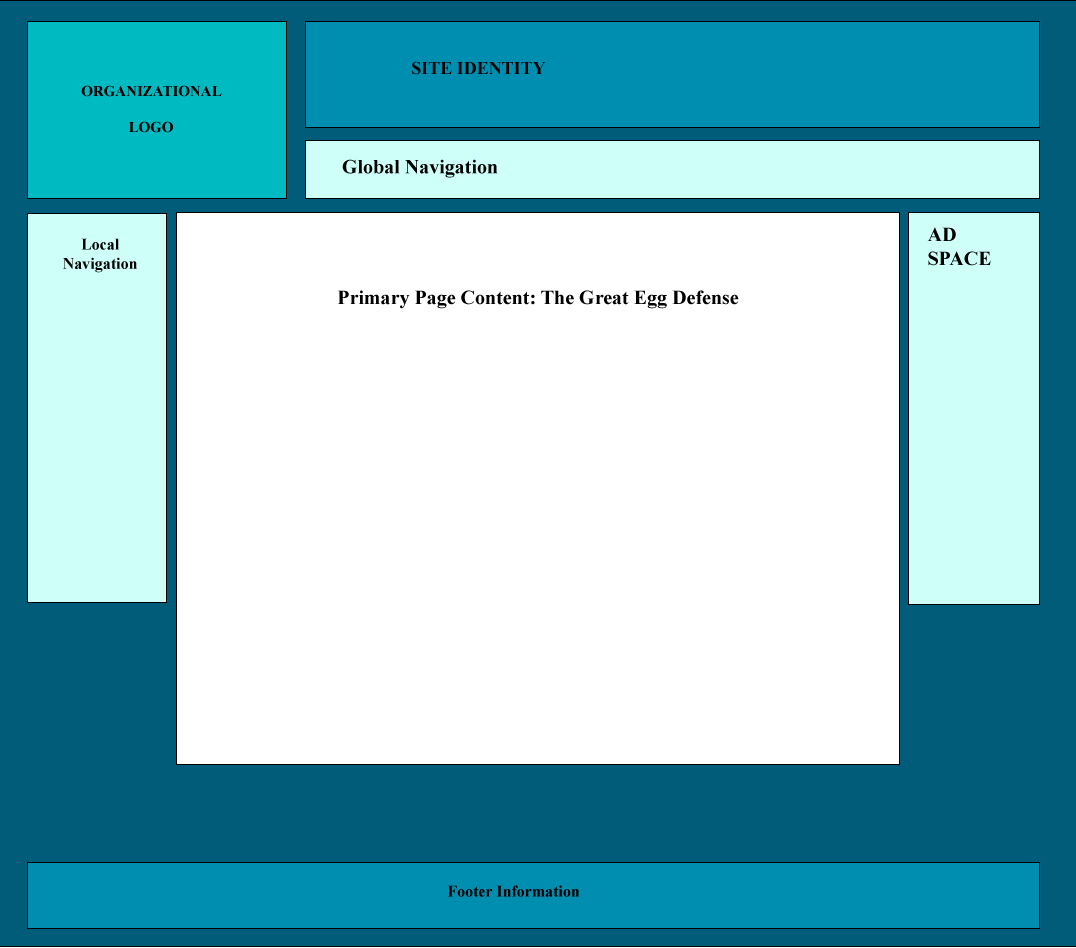 ORGANIZATIONAL
LOGO
SITE IDENTITY
Global Navigation
Local
Navigation
Primary Page Content: The Great Egg Defense
AD
SPACE
Footer Information